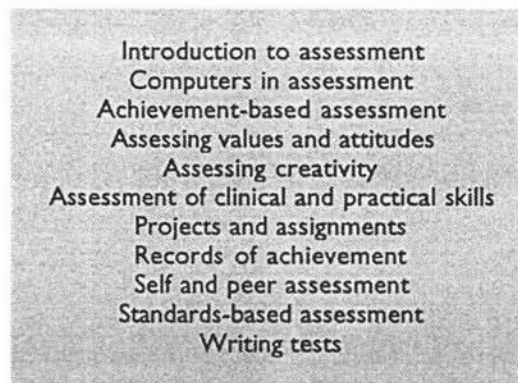 Introduction to assessment
Computers in assessment
Achievement-based assessment
Assessing values and attitudes
Assessing creativity
Assessment of clinical and practical skills
Projects and assignments
Records of achievement
Self and peer assessment
Standards-based assessment
Writing tests